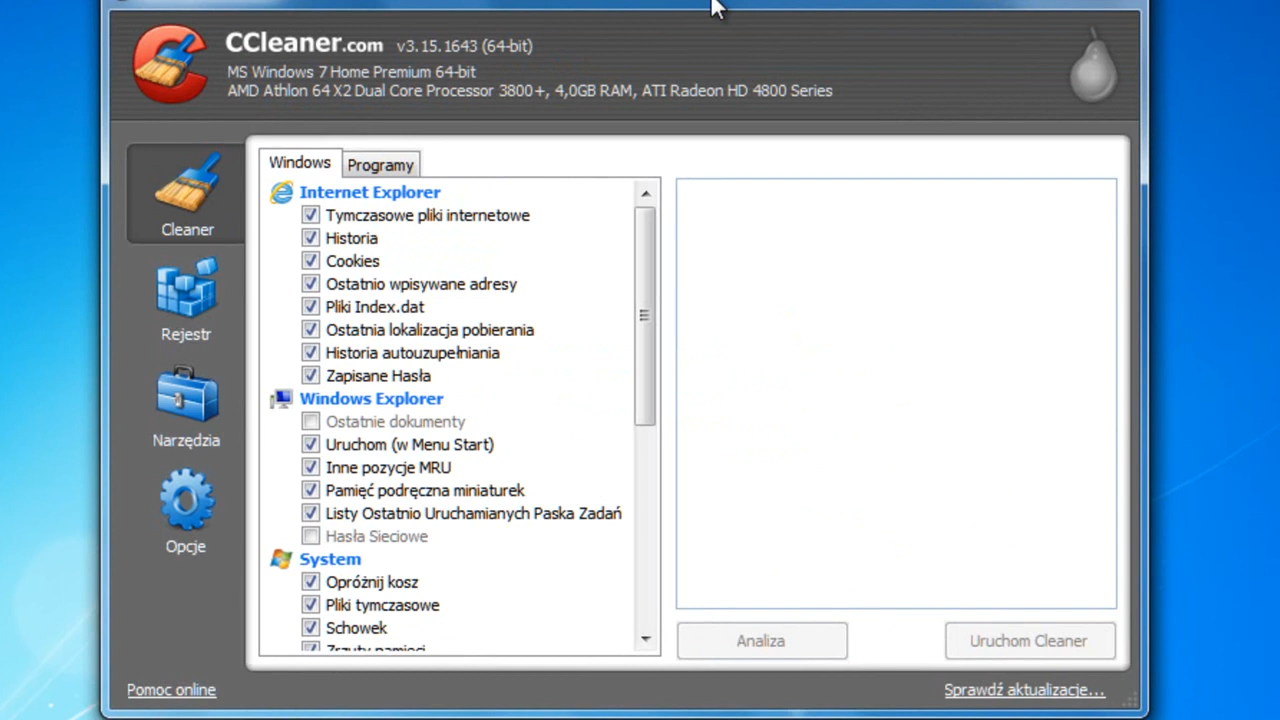 CCleaner.com v3.15.1643 (64-bit)
MS Windows 7 Home Premium 64-bit
AMD Athlon 64 X2 Dual Core Processor 3800+, 4,0GB RAM, ATI Radeon HD 4800 Series
Cleaner
Rejestr
Narzędzia
Opcje
Windows
Programy
Internet Explorer
Tymczasowe pliki internetowe
Historia
Cookies
Ostatnio wpisywane adresy
Pliki Index.dat
Ostatnia lokalizacja pobierania
Historia autouzupełniania
Zapisane Hasła
Windows Explorer
Ostatnie dokumenty
Uruchom (w Menu Start)
Inne pozycje MRU
Pamięć podręczna miniaturek
Listy Ostatnio Uruchamianych Paska Zadań
Hasła Sieciowe
System
Opróżnij kosz
Pliki tymczasowe
Schowek
Zrzuty pamięci
Analiza
Uruchom Cleaner
Pomoc online
Sprawdź aktualizacje...